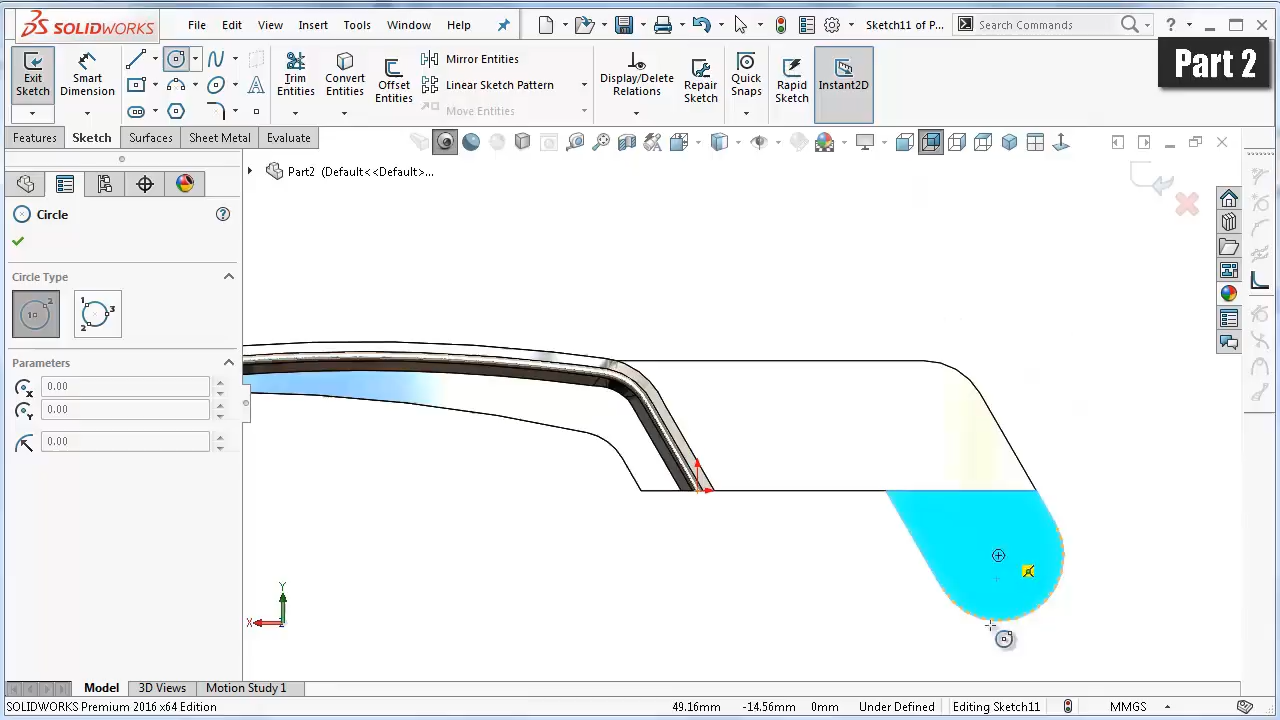 SOLIDWORKS File Edit View Insert Tools Window Help Sketch11 of P... Search Commands ?
Part 2
Exit Sketch
Smart Dimension
Trim Entities
Convert Entities
Offset Entities
Mirror Entities
Linear Sketch Pattern
Move Entities
Display/Delete Relations
Repair Sketch
Quick Snaps
Rapid Sketch
Instant2D
Features Sketch Surfaces Sheet Metal Evaluate
Part2 (Default<<Default>...
Circle
Circle Type
Parameters
0.00
0.00
0.00
Y
X
Model 3D Views Motion Study 1
SOLIDWORKS Premium 2016 x64 Edition 49.16mm -14.56mm 0mm Under Defined Editing Sketch11 MMGS